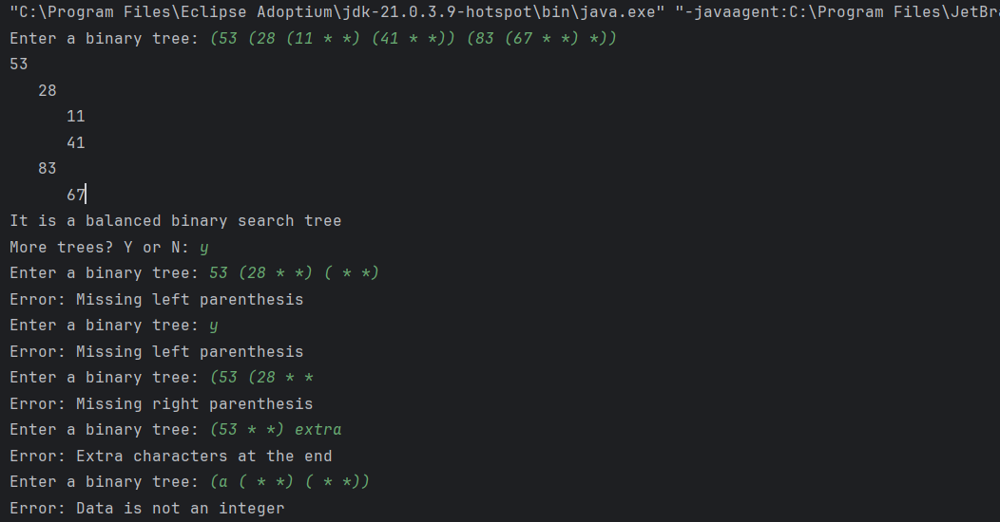 "C:\Program Files\Eclipse Adoptium\jdk-21.0.3.9-hotspot\bin\java.exe" "-javaagent:C:\Program Files\JetBra
Enter a binary tree: (53 (28 (11 * *) (41 * *)) (83 (67 * *) *))
53
   28
      11
      41
   83
      67
It is a balanced binary search tree
More trees? Y or N: y
Enter a binary tree: 53 (28 * *) ( * *)
Error: Missing left parenthesis
Enter a binary tree: y
Error: Missing left parenthesis
Enter a binary tree: (53 (28 * *
Error: Missing right parenthesis
Enter a binary tree: (53 * *) extra
Error: Extra characters at the end
Enter a binary tree: (a ( * *) ( * *))
Error: Data is not an integer